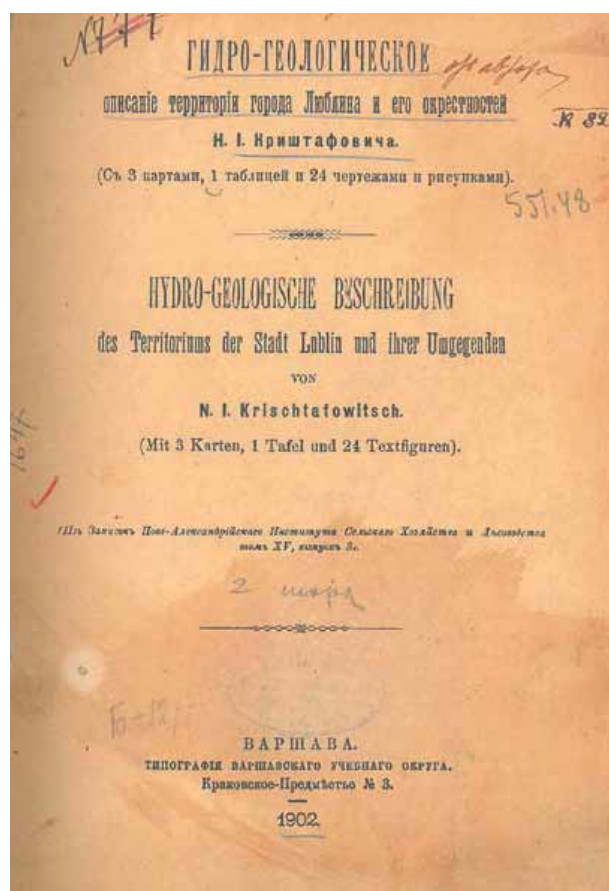 ГИДРО-ГЕОЛОГИЧЕСКОЕ
описаніе территоріи города Люблина и его окрестностей
Н. І. Криштафовича.
К 82
(Съ 3 картами, 1 таблицей и 24 чертежами и рисунками).
551.48
HYDRO-GEOLOGISCHE BESCHREIBUNG
des Territoriums der Stadt Lublin und ihrer Umgegenden
VON
N. I. Krischtafowitsch.
(Mit 3 Karten, 1 Tafel und 24 Textfiguren).
(Изъ Записокъ Ново-Александрійскаго Института Сельскаго Хозяйства и Лѣсоводства
томъ XV, выпускъ 3).
2
ВАРШАВА.
ТИПОГРАФІЯ ВАРШАВСКАГО УЧЕБНАГО ОКРУГА.
Краковское-Предмѣстье № 3.
1902